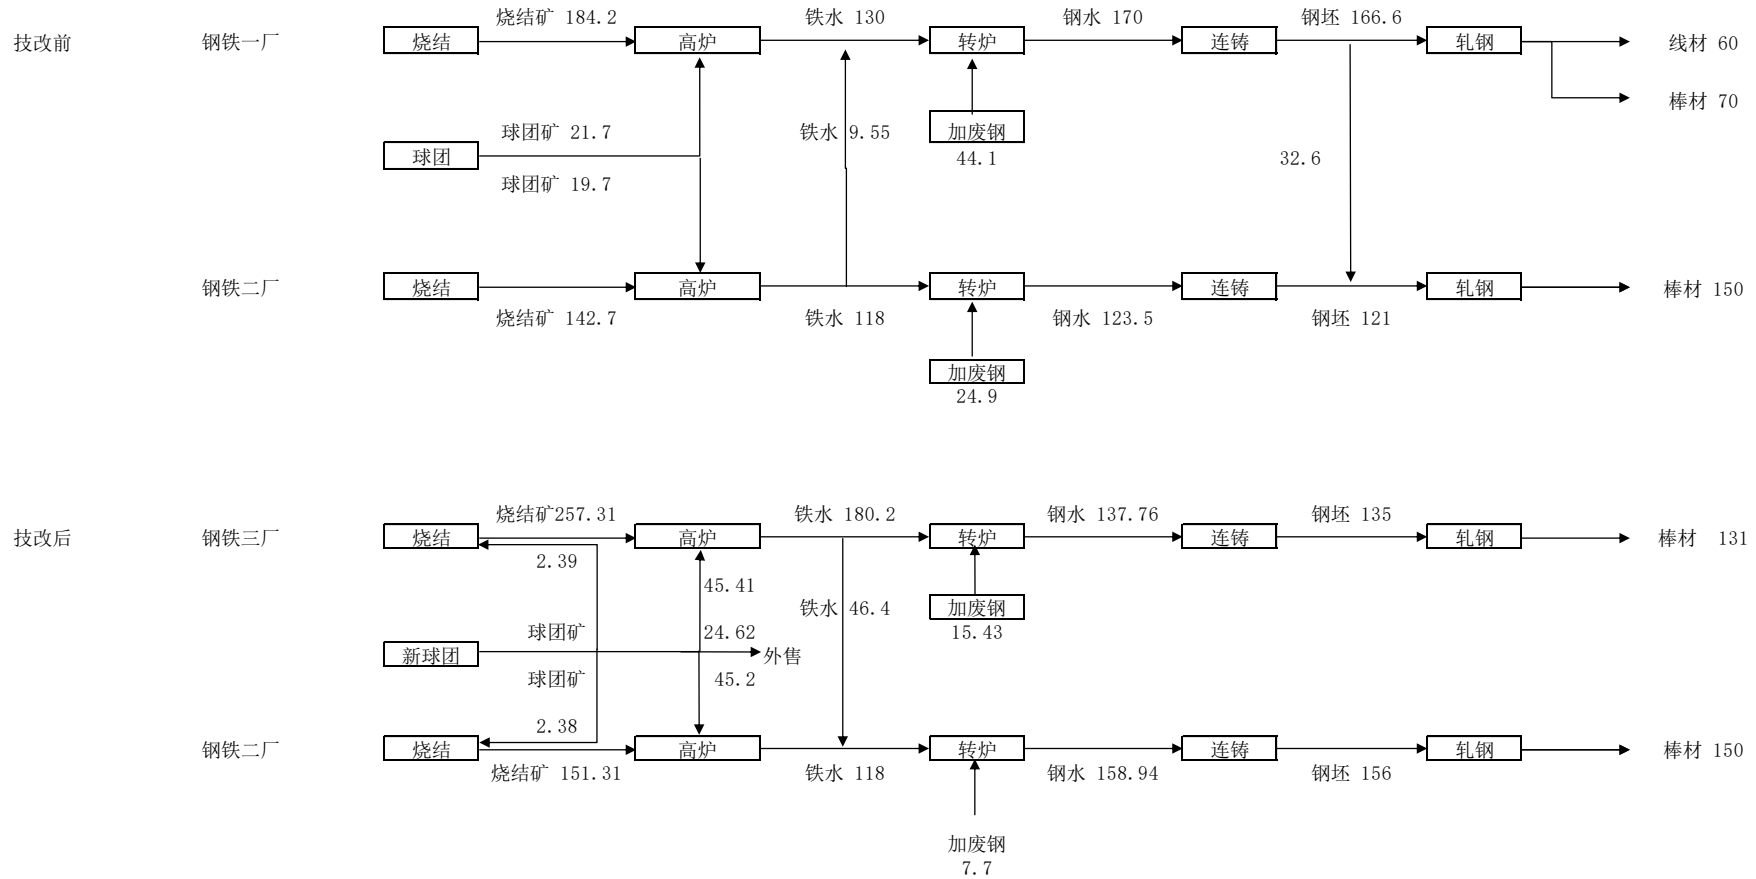 烧结矿 184.2
铁水 130
钢水 170
钢坯 166.6
技改前
钢铁一厂
烧结
高炉
转炉
连铸
轧钢
线材 60
棒材 70
球团矿 21.7
铁水 9.55
加废钢
44.1
球团
32.6
球团矿 19.7
钢铁二厂
烧结
高炉
转炉
连铸
轧钢
棒材 150
烧结矿 142.7
铁水 118
钢水 123.5
钢坯 121
加废钢
24.9
烧结矿257.31
铁水 180.2
钢水 137.76
钢坯 135
技改后
钢铁三厂
烧结
高炉
转炉
连铸
轧钢
棒材 131
2.39
45.41
铁水 46.4
加废钢
15.43
球团矿
24.62
新球团
外售
球团矿
45.2
2.38
钢铁二厂
烧结
高炉
转炉
连铸
轧钢
棒材 150
烧结矿 151.31
铁水 118
钢水 158.94
钢坯 156
加废钢
7.7